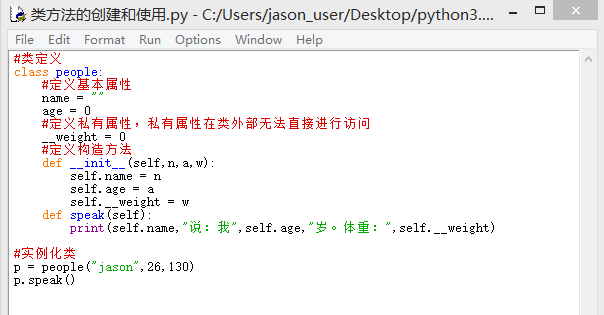 类方法的创建和使用.py - C:/Users/jason_user/Desktop/python3....
File Edit Format Run Options Window Help
#类定义
class people:
    #定义基本属性
    name = ""
    age = 0
    #定义私有属性，私有属性在类外部无法直接进行访问
    __weight = 0
    #定义构造方法
    def __init__(self,n,a,w):
        self.name = n
        self.age = a
        self.__weight = w
    def speak(self):
        print(self.name,"说：我",self.age,"岁。体重：",self.__weight)

#实例化类
p = people("jason",26,130)
p.speak()